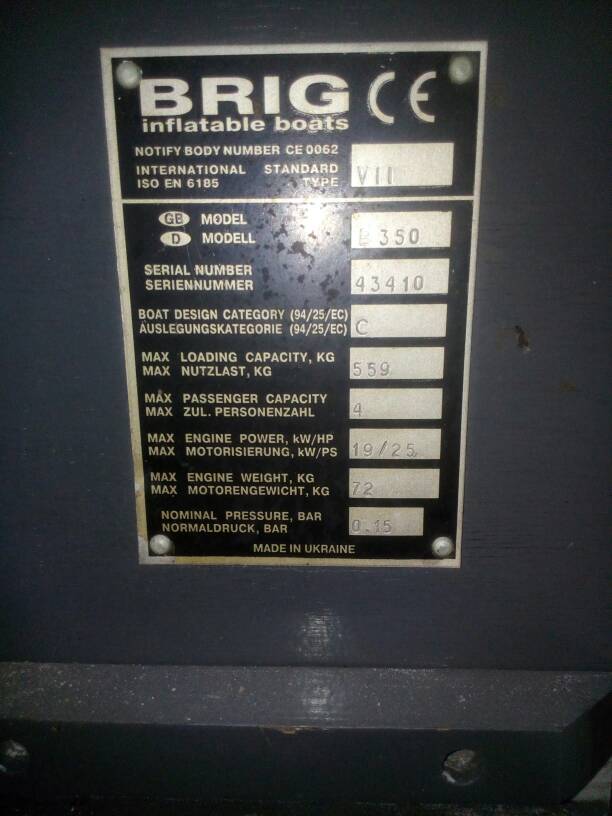 BRIG CE
inflatable boats
NOTIFY BODY NUMBER CE 0062
INTERNATIONAL STANDARD
ISO EN 6185 TYPE VII
GB MODEL
D MODELL 350
SERIAL NUMBER
SERIENNUMMER 43410
BOAT DESIGN CATEGORY (94/25/EC)
AUSLEGUNGSKATEGORIE (94/25/EC) C
MAX LOADING CAPACITY, KG
MAX NUTZLAST, KG 559
MAX PASSENGER CAPACITY
MAX ZUL. PERSONENZAHL 4
MAX ENGINE POWER, kW/HP
MAX MOTORISIERUNG, kW/PS 19/25
MAX ENGINE WEIGHT, KG
MAX MOTORENGEWICHT, KG 72
NOMINAL PRESSURE, BAR
NORMALDRUCK, BAR 0.15
MADE IN UKRAINE